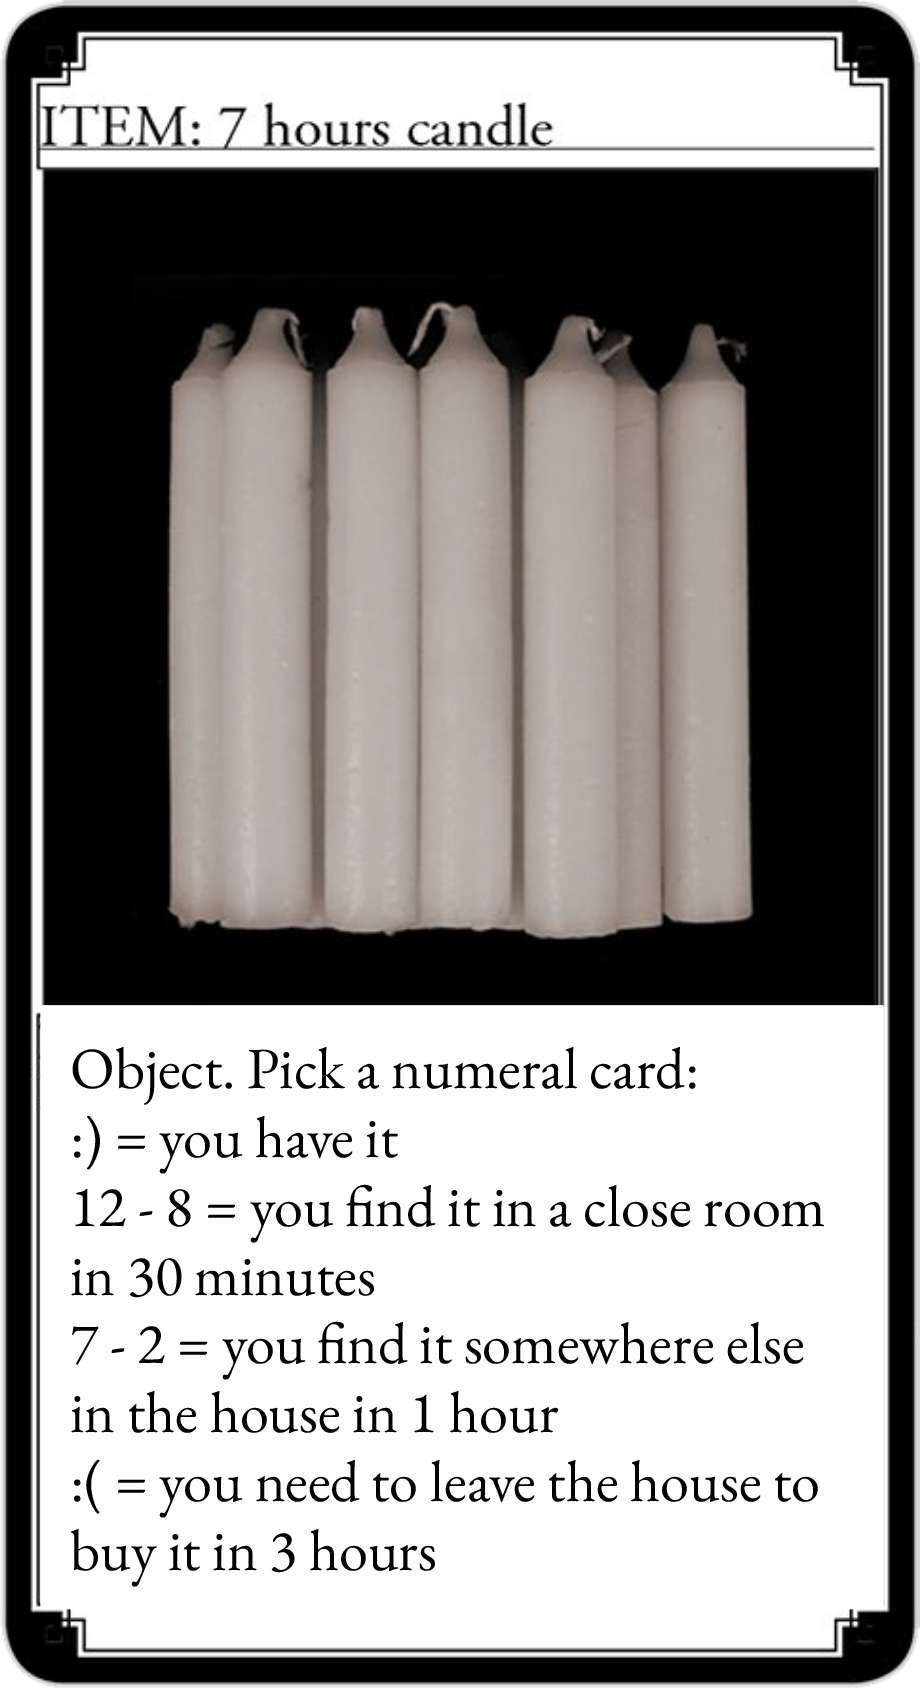 ITEM: 7 hours candle
Object. Pick a numeral card:
:) = you have it
12 - 8 = you find it in a close room
in 30 minutes
7 - 2 = you find it somewhere else
in the house in 1 hour
:( = you need to leave the house to
buy it in 3 hours